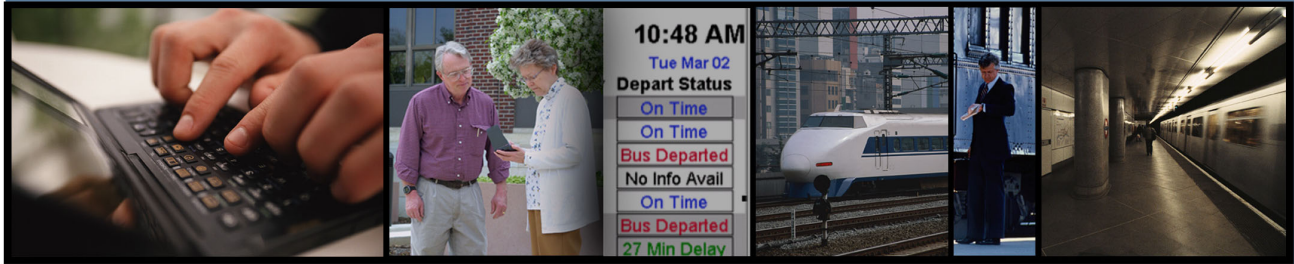 10:48 AM
Tue Mar 02
Depart Status
On Time
On Time
Bus Departed
No Info Avail
On Time
Bus Departed
27 Min Delay